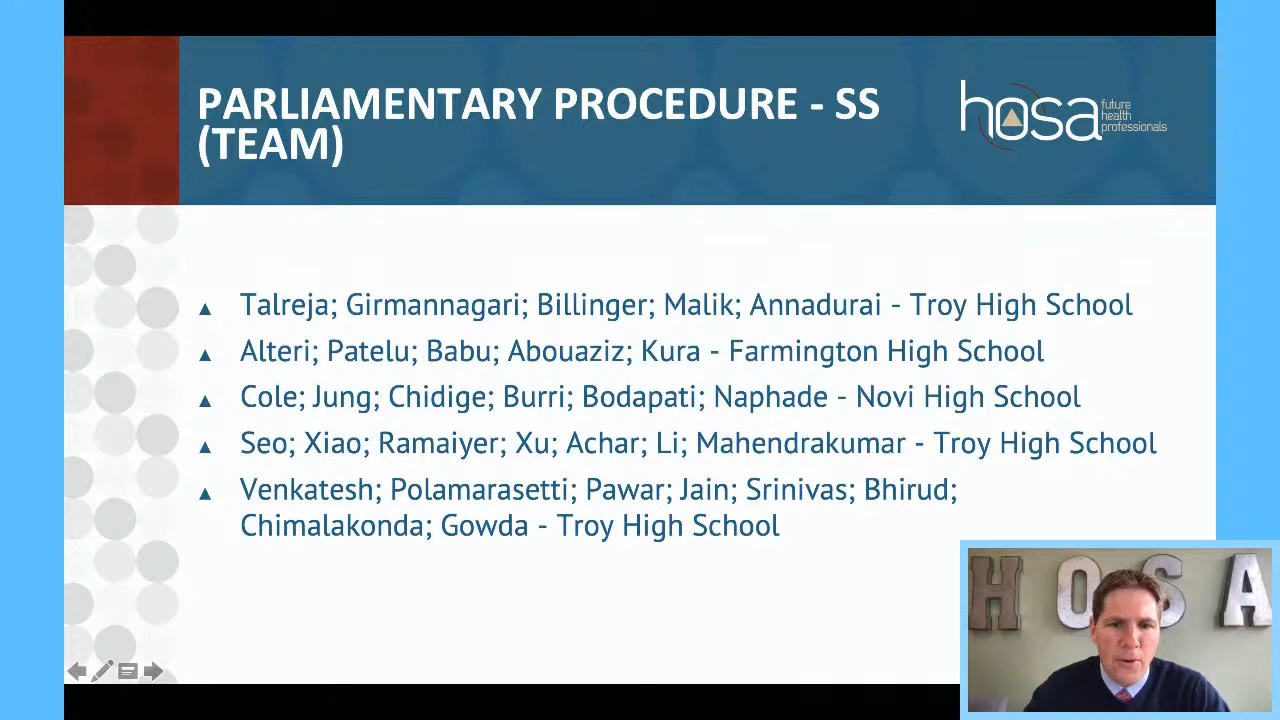 PARLIAMENTARY PROCEDURE - SS
(TEAM)
hosa
future
health
professionals
Talreja; Girmannagari; Billinger; Malik; Annadurai - Troy High School
Alteri; Patelu; Babu; Abouaziz; Kura - Farmington High School
Cole; Jung; Chidige; Burri; Bodapati; Naphade - Novi High School
Seo; Xiao; Ramaiyer; Xu; Achar; Li; Mahendrakumar - Troy High School
Venkatesh; Polamarasetti; Pawar; Jain; Srinivas; Bhirud;
Chimalakonda; Gowda - Troy High School
HOSA